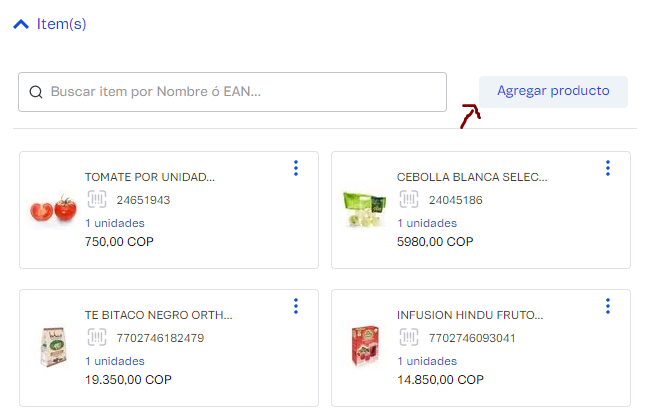 Item(s)
Buscar item por Nombre ó EAN...
Agregar producto
TOMATE POR UNIDAD...
24651943
1 unidades
750,00 COP
CEBOLLA BLANCA SELEC...
24045186
1 unidades
5980,00 COP
TE BITACO NEGRO ORTH...
7702746182479
1 unidades
19.350,00 COP
INFUSION HINDU FRUTO...
7702746093041
1 unidades
14.850,00 COP